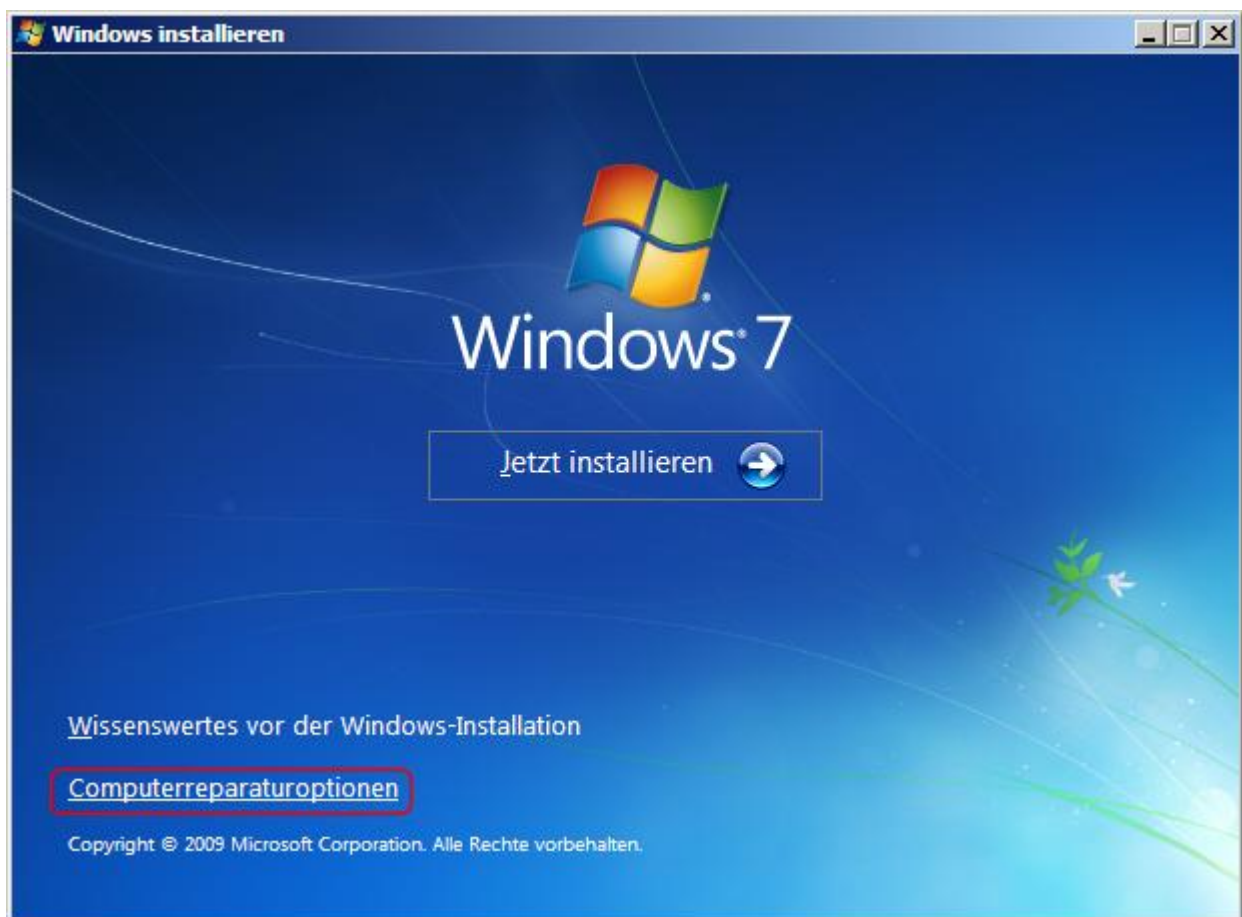 Windows installieren
Windows® 7
Jetzt installieren
Wissenswertes vor der Windows-Installation
Computerreparaturoptionen
Copyright © 2009 Microsoft Corporation. Alle Rechte vorbehalten.